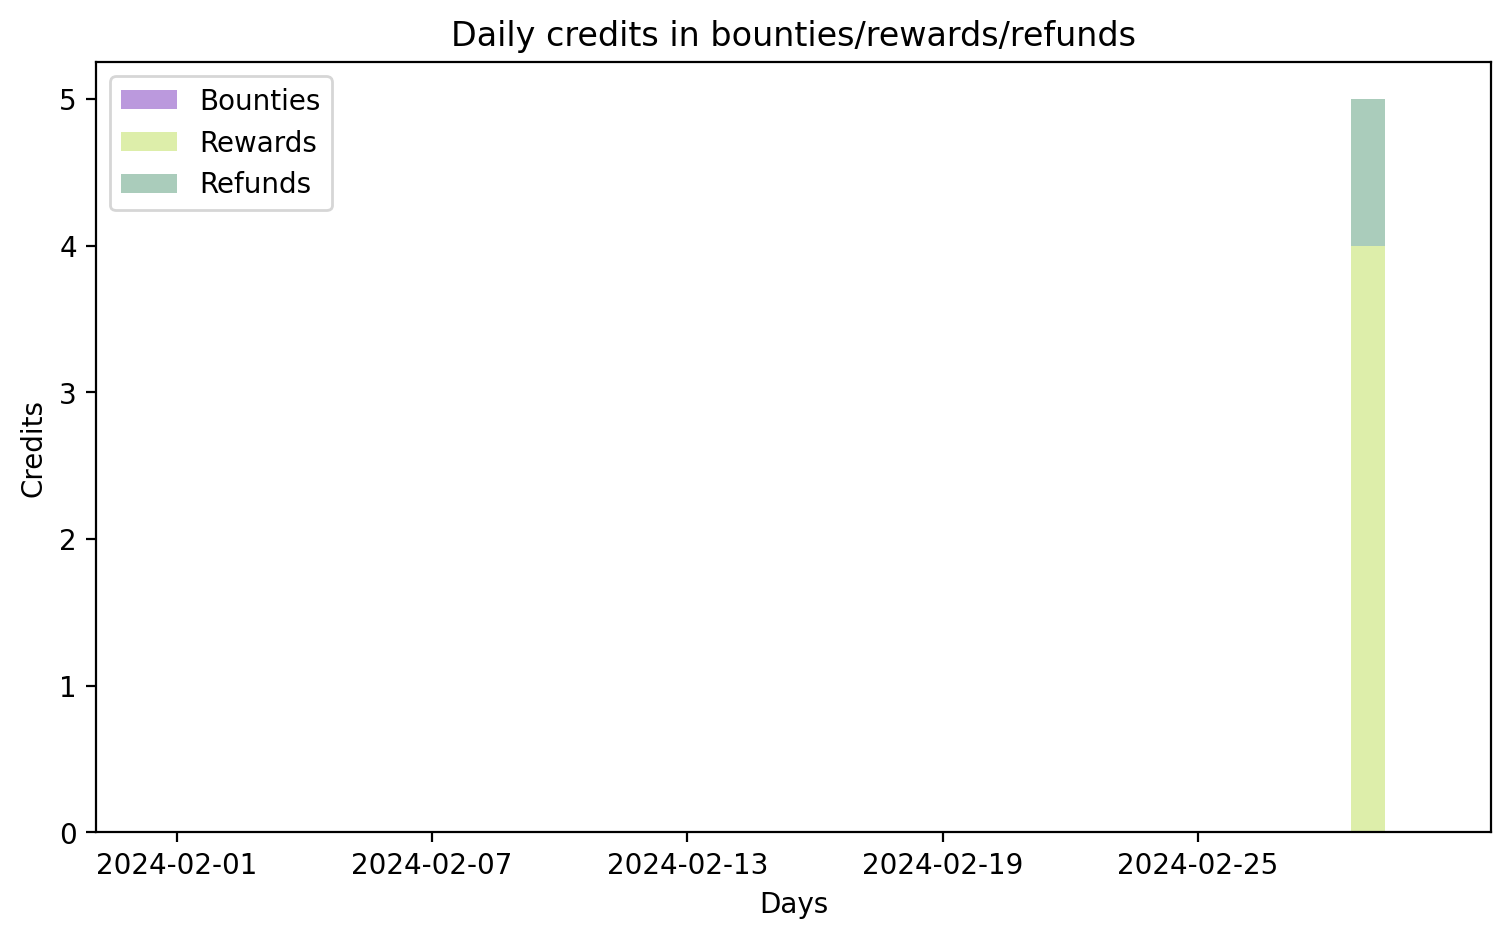 Daily credits in bounties/rewards/refunds
Bounties
Rewards
Refunds
5
4
3
2
1
0
Credits
2024-02-01 2024-02-07 2024-02-13 2024-02-19 2024-02-25
Days